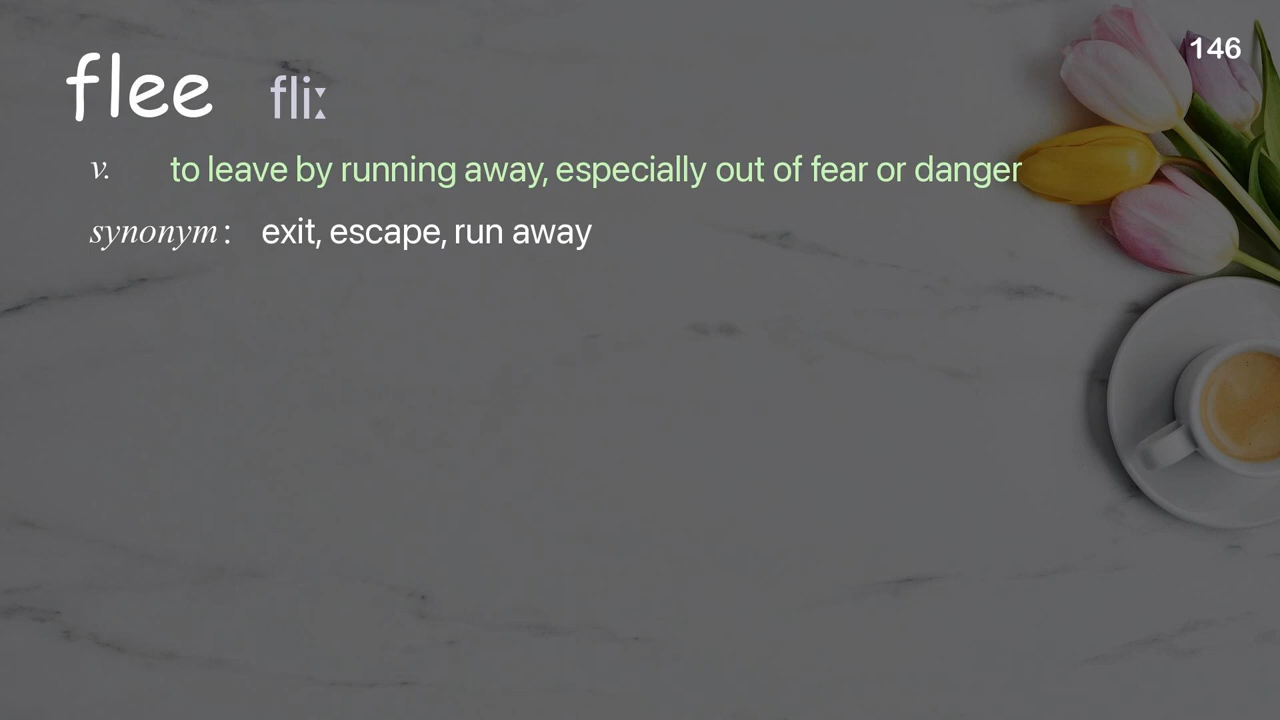 146
flee fliː
v. to leave by running away, especially out of fear or danger
synonym : exit, escape, run away